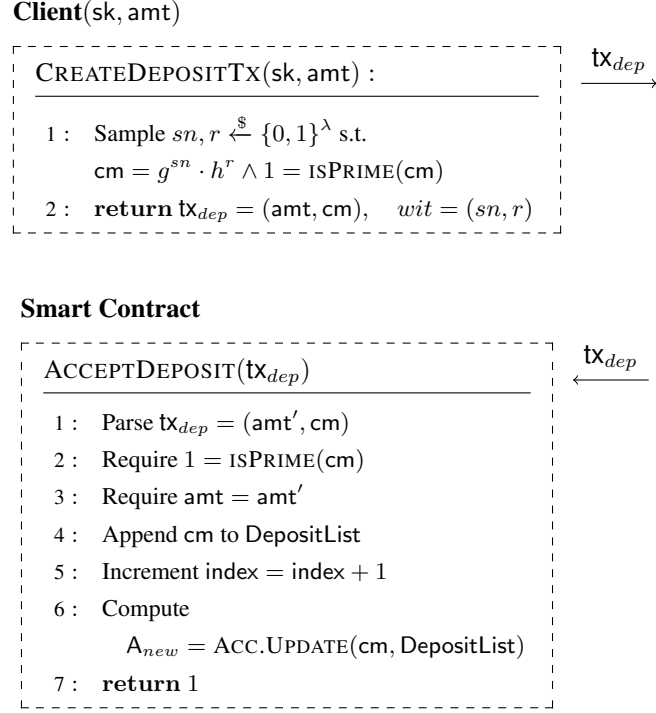 Client(sk, amt)
CREATEDEPOSITTX(sk, amt) :
tx_dep
1 : Sample sn, r ←$ {0, 1}^λ s.t.
cm = g^sn · h^r ∧ 1 = ISPRIME(cm)
2 : return tx_dep = (amt, cm), wit = (sn, r)
Smart Contract
ACCEPTDEPOSIT(tx_dep)
tx_dep
1 : Parse tx_dep = (amt′, cm)
2 : Require 1 = ISPRIME(cm)
3 : Require amt = amt′
4 : Append cm to DepositList
5 : Increment index = index + 1
6 : Compute
A_new = ACC.UPDATE(cm, DepositList)
7 : return 1